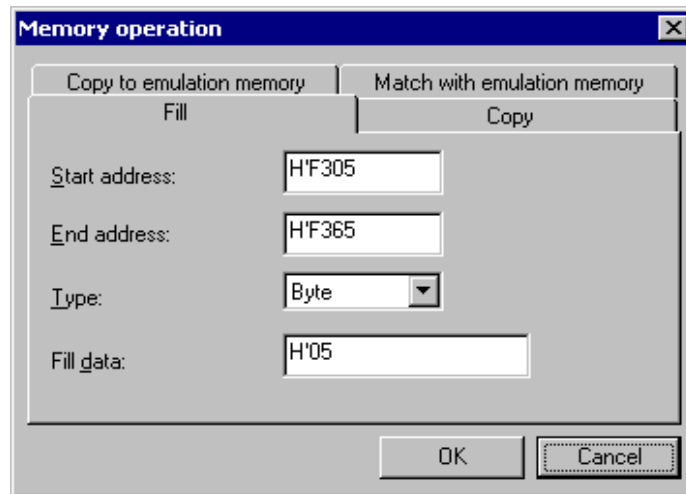 Memory operation
Copy to emulation memory Match with emulation memory
Fill Copy
Start address: H'F305
End address: H'F365
Type: Byte
Fill data: H'05
OK Cancel